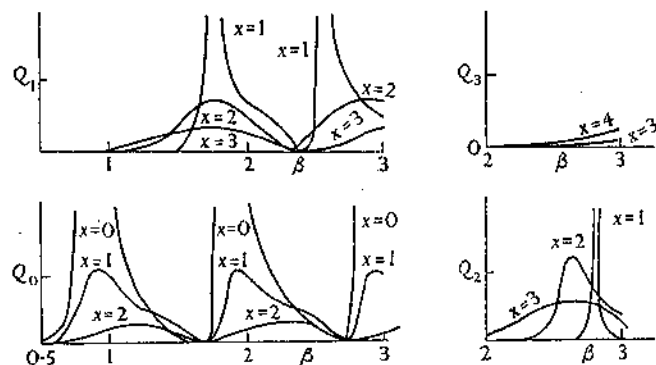 x=1
x=1
Q1
x=2
x=2
x=3
x=3
1
2
β
3
Q3
x=4
x=3
O
2
β
3
x=0
x=0
x=0
Q0
x=1
x=1
x=1
x=2
x=2
0·5
1
2
β
3
x=1
x=2
Q2
x=3
2
β
3